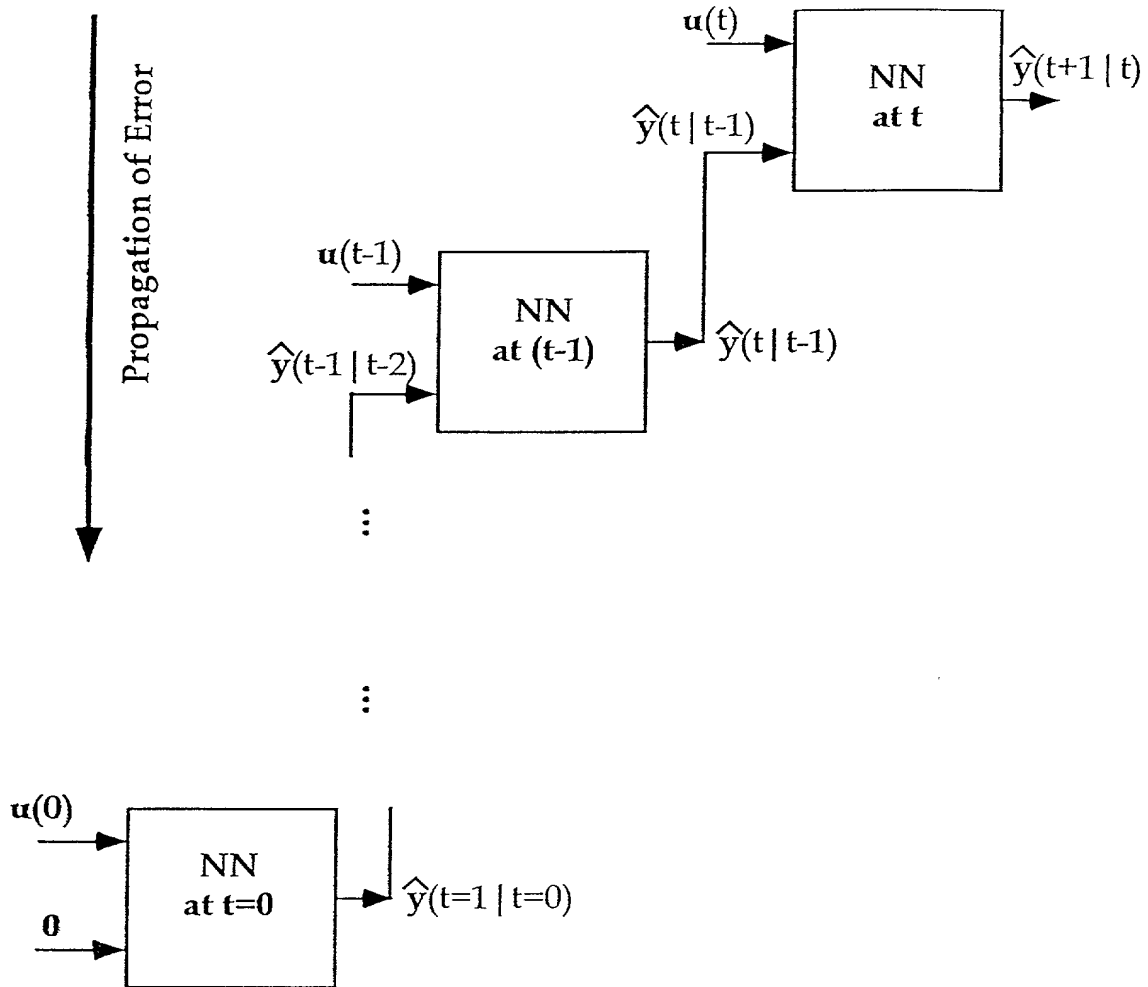 Propagation of Error
u(t)
NN
at t
ŷ(t+1 | t)
ŷ(t | t-1)
u(t-1)
NN
at (t-1)
ŷ(t | t-1)
ŷ(t-1 | t-2)
...
...
u(0)
NN
at t=0
ŷ(t=1 | t=0)
0